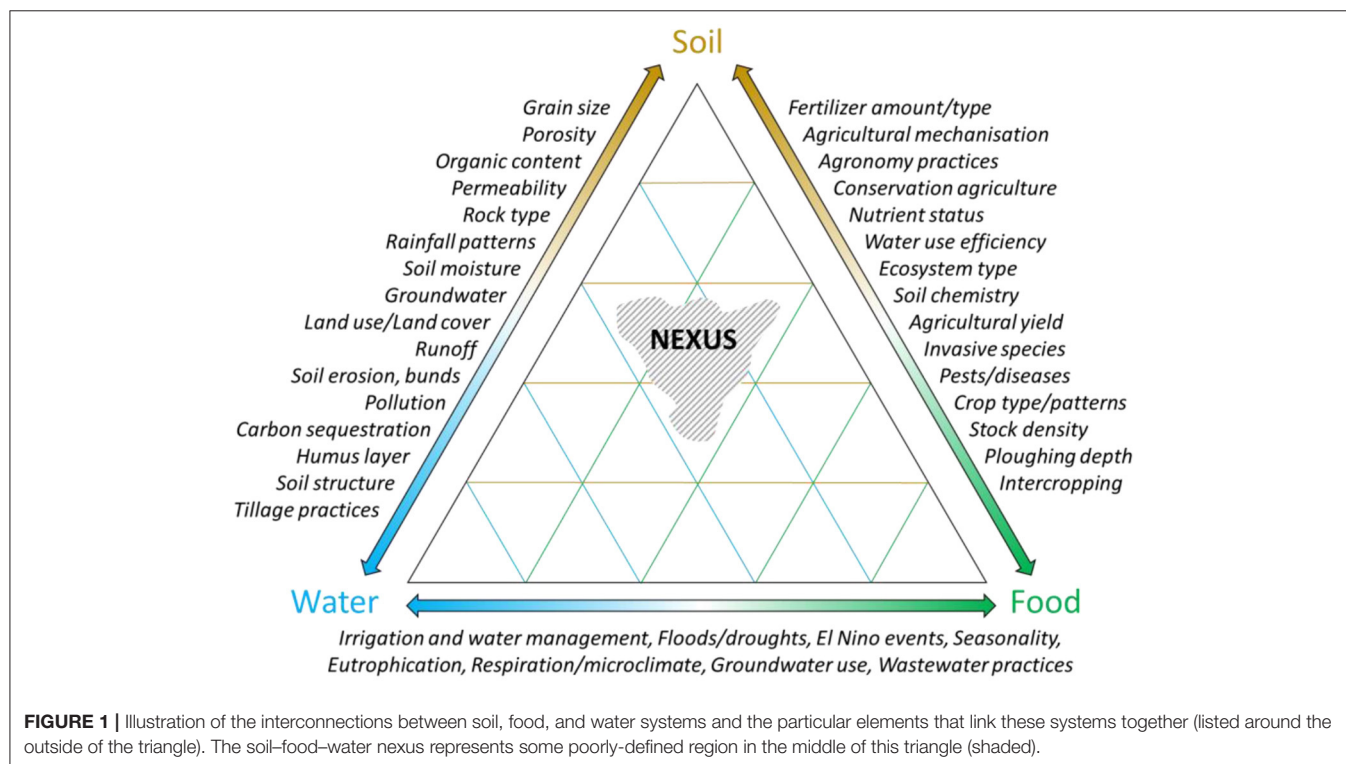 Soil
Grain size
Porosity
Organic content
Permeability
Rock type
Rainfall patterns
Soil moisture
Groundwater
Land use/Land cover
Runoff
Soil erosion, bunds
Pollution
Carbon sequestration
Humus layer
Soil structure
Tillage practices
Fertilizer amount/type
Agricultural mechanisation
Agronomy practices
Conservation agriculture
Nutrient status
Water use efficiency
Ecosystem type
Soil chemistry
Agricultural yield
Invasive species
Pests/diseases
Crop type/patterns
Stock density
Ploughing depth
Intercropping
NEXUS
Water
Food
Irrigation and water management, Floods/droughts, El Nino events, Seasonality,
Eutrophication, Respiration/microclimate, Groundwater use, Wastewater practices
FIGURE 1 | Illustration of the interconnections between soil, food, and water systems and the particular elements that link these systems together (listed around the
outside of the triangle). The soil–food–water nexus represents some poorly-defined region in the middle of this triangle (shaded).